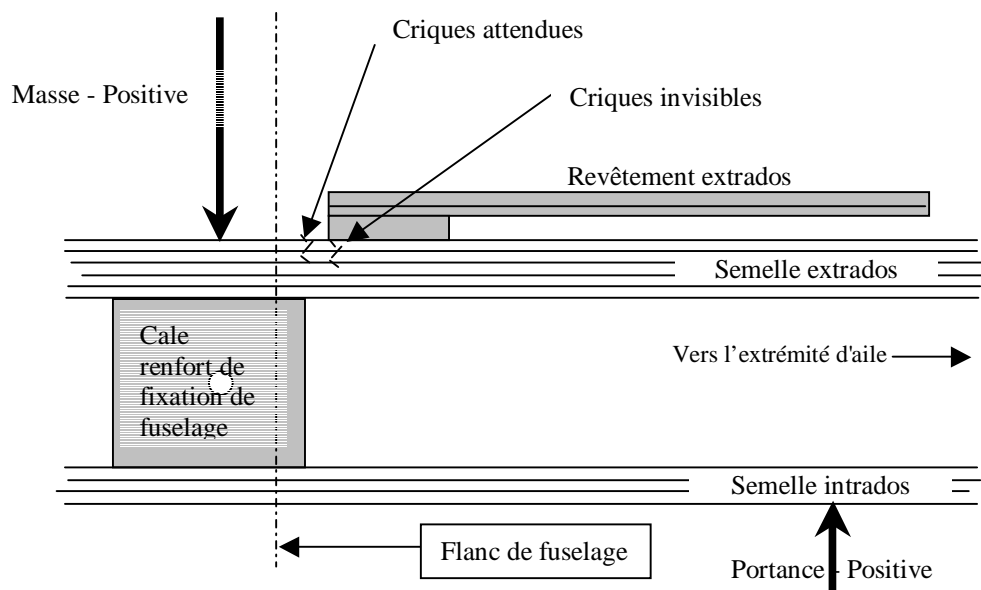 Criques attendues
Masse - Positive
Criques invisibles
Revêtement extrados
Semelle extrados
Cale
renfort de
fixation de
fuselage
Vers l'extrémité d'aile
Semelle intrados
Flanc de fuselage
Portance - Positive